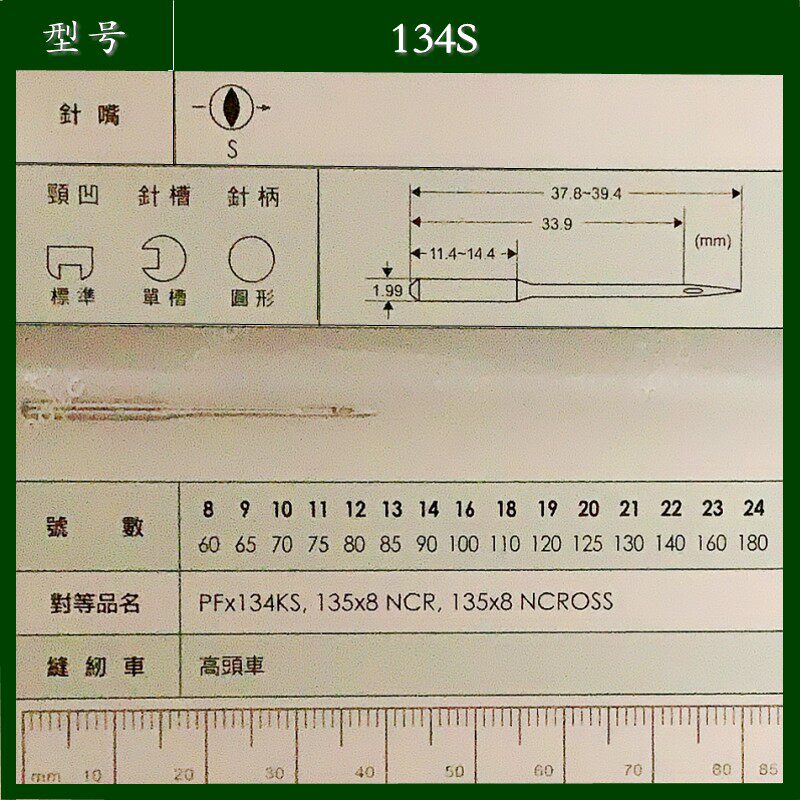 型号 134S
針嘴 S
頸凹 針槽 針柄
標準 單槽 圓形
37.8~39.4
33.9
(mm)
11.4~14.4
1.99
號數
8 9 10 11 12 13 14 16 18 19 20 21 22 23 24
60 65 70 75 80 85 90 100 110 120 125 130 140 160 180
對等品名 PFx134KS, 135x8 NCR, 135x8 NCROSS
縫紉車 高頭車
mm 10 20 30 40 50 60 70 80 85